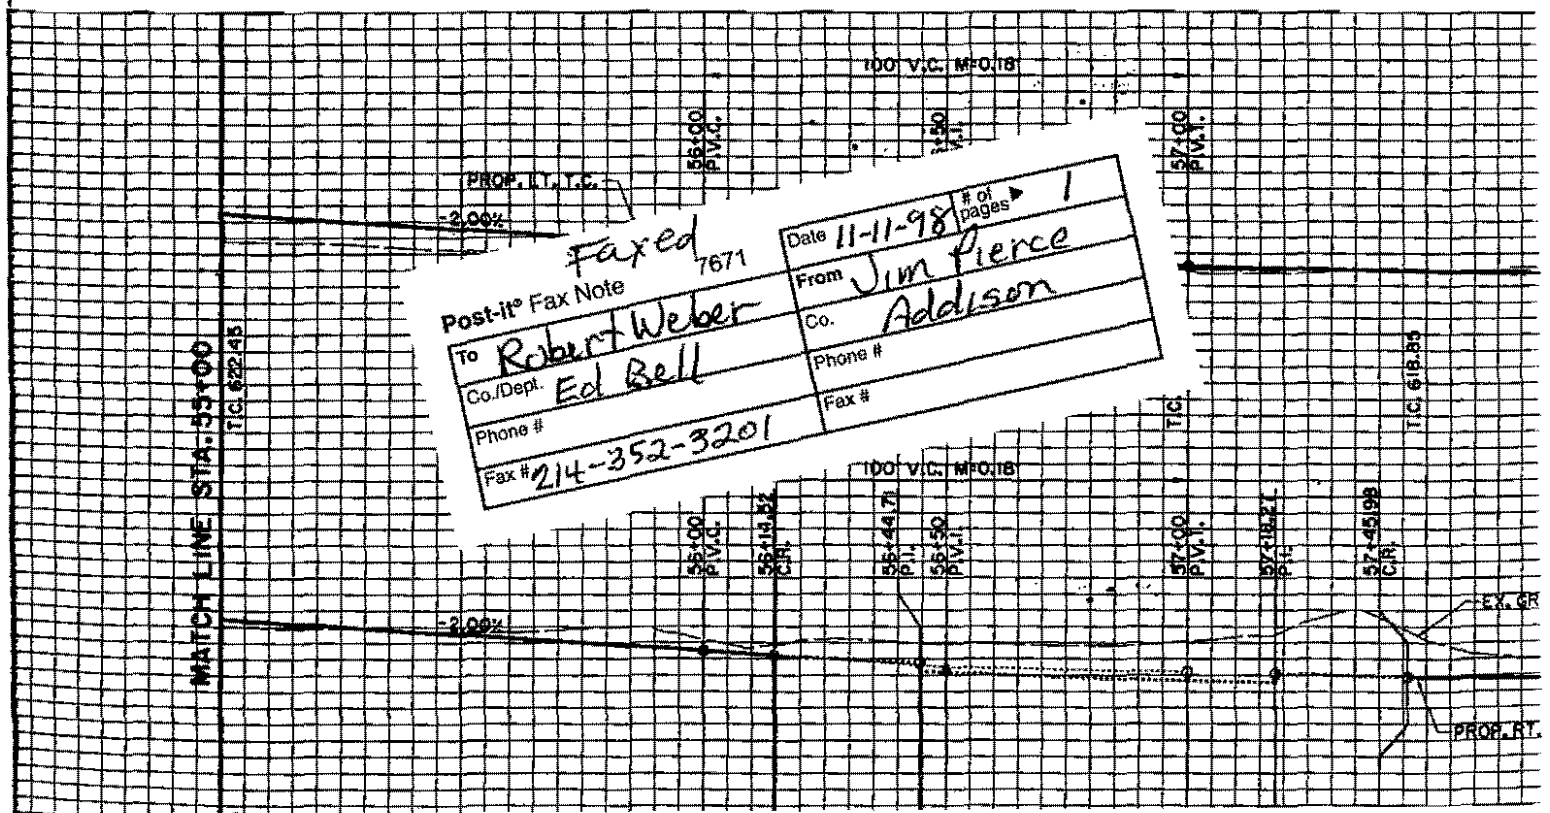 100' V.C. M=0.18
56+00
P.V.C.
+50
V.I.
57+00
P.V.T.
PROP. LT. T.C.
-2.00%
Faxed
Post-it® Fax Note 7671
Date 11-11-98 # of pages ▶ 1
To Robert Weber
From Jim Pierce
Co./Dept. Ed Bell
Co. Addison
Phone #
Phone #
Fax # 214-352-3201
Fax #
MATCH LINE STA. 55+00
T.C. 622.45
T.C.
T.C. 618.85
100' V.C. M=0.18
56+00
P.V.C.
56+14.52
C.R.
56+44.71
P.I.
56+50
P.V.I.
57+00
P.V.T.
57+18.27
P.I.
57+45.98
C.R.
-2.00%
EX. GR
PROP. RT.